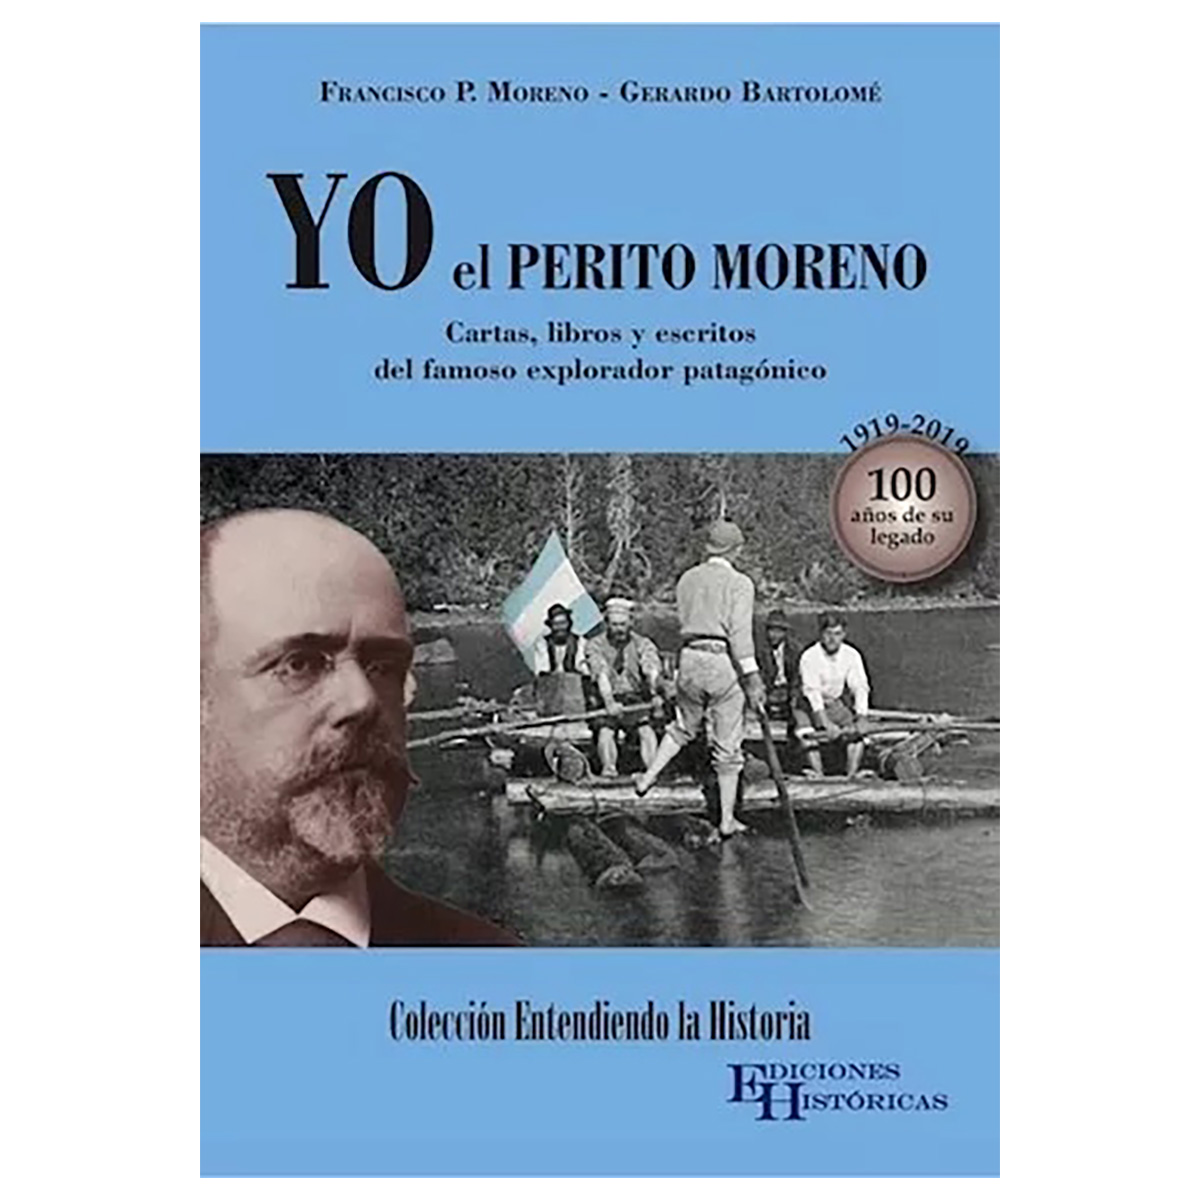 FRANCISCO P. MORENO - GERARDO BARTOLOMÉ
YO el PERITO MORENO
Cartas, libros y escritos
del famoso explorador patagónico
1919-2019
100
años de su
legado
Colección Entendiendo la Historia
EDICIONES
HISTÓRICAS